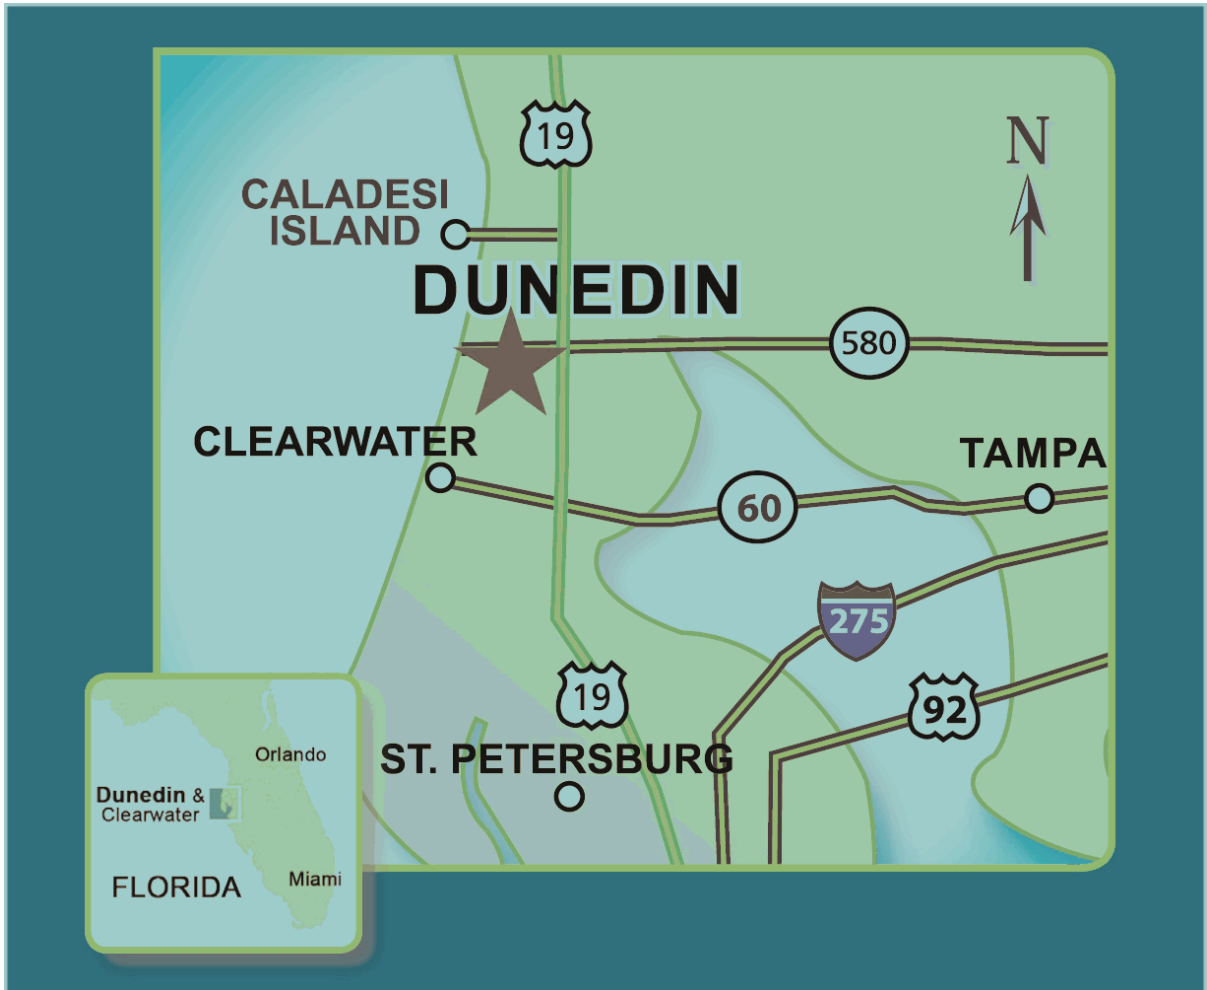 19
N
CALADESI
ISLAND
DUNEDIN
580
CLEARWATER
TAMPA
60
275
19
92
ST. PETERSBURG
Orlando
Dunedin &
Clearwater
FLORIDA
Miami